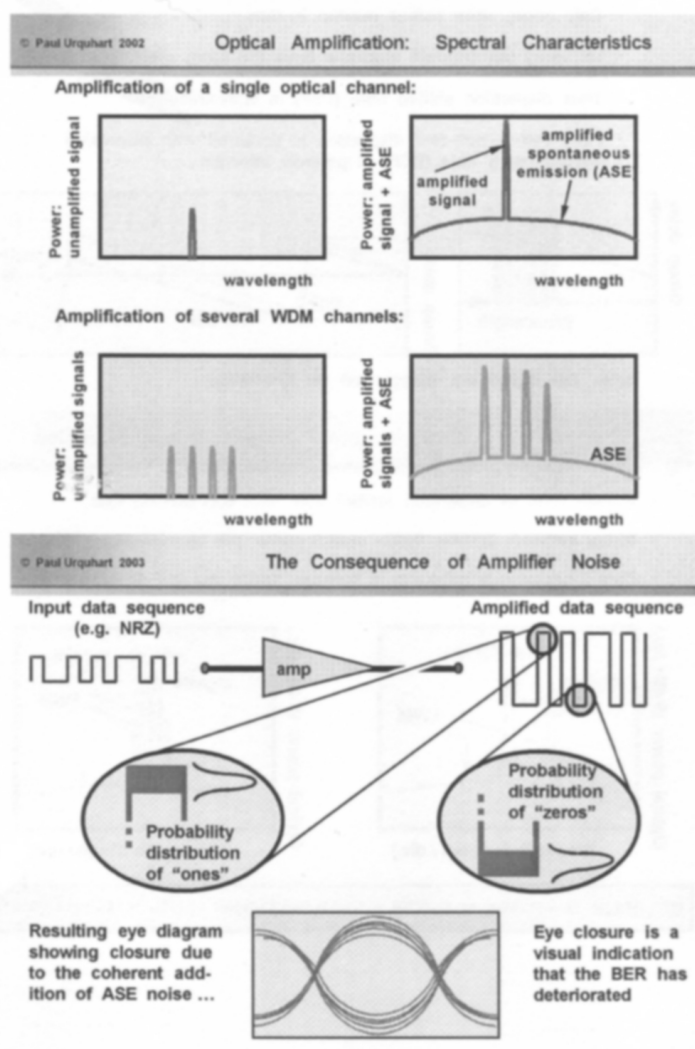 © Paul Urquhart 2002
Optical Amplification: Spectral Characteristics
Amplification of a single optical channel:
Power:
unamplified signal
wavelength
Power: amplified
signal + ASE
amplified
signal
amplified
spontaneous
emission (ASE
wavelength
Amplification of several WDM channels:
Power:
unamplified signals
wavelength
Power: amplified
signals + ASE
ASE
wavelength
© Paul Urquhart 2003
The Consequence of Amplifier Noise
Input data sequence
(e.g. NRZ)
amp
Amplified data sequence
Probability
distribution
of "ones"
Probability
distribution
of "zeros"
Resulting eye diagram
showing closure due
to the coherent add-
ition of ASE noise ...
Eye closure is a
visual indication
that the BER has
deteriorated